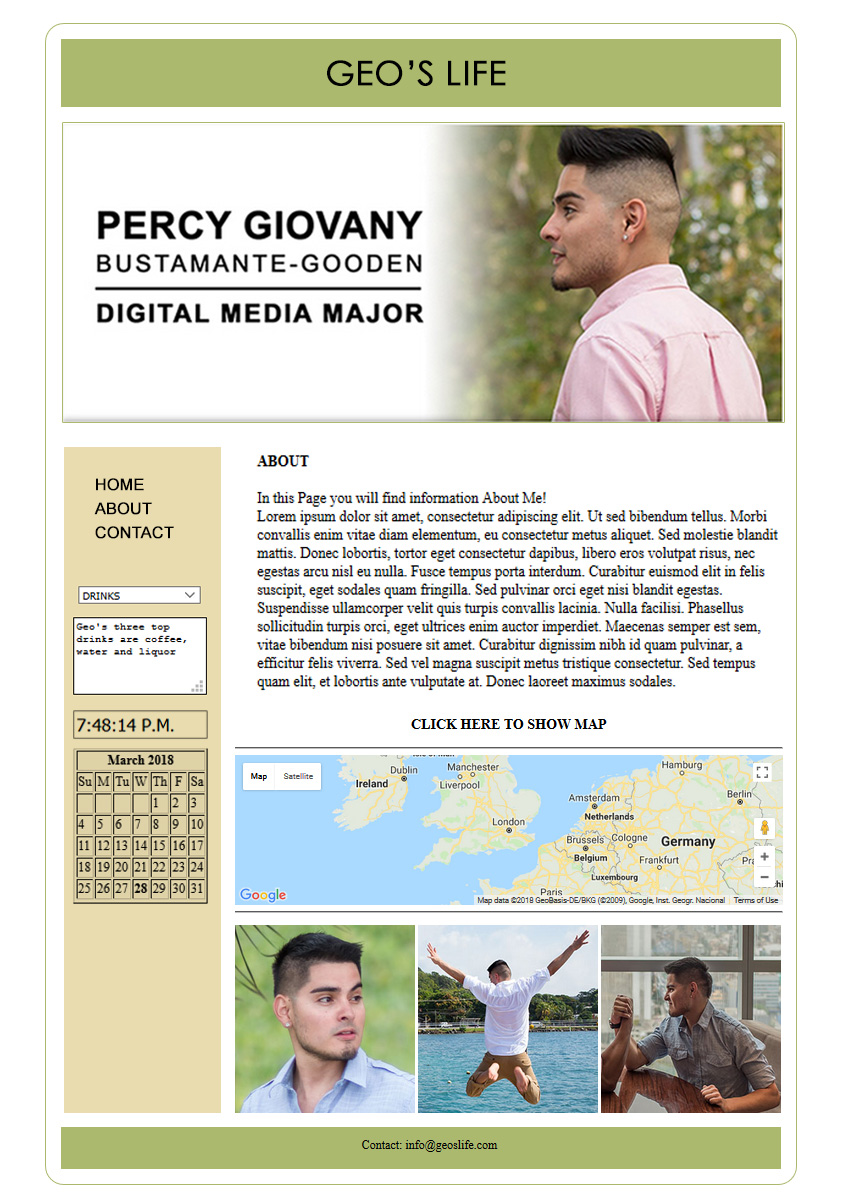 GEO'S LIFE
PERCY GIOVANY
BUSTAMANTE-GOODEN
DIGITAL MEDIA MAJOR
HOME
ABOUT
CONTACT
DRINKS
Geo's three top
drinks are coffee,
water and liquor
7:48:14 P.M.
March 2018
Su M Tu W Th F Sa
1 2 3
4 5 6 7 8 9 10
11 12 13 14 15 16 17
18 19 20 21 22 23 24
25 26 27 28 29 30 31
ABOUT
In this Page you will find information About Me!
Lorem ipsum dolor sit amet, consectetur adipiscing elit. Ut sed bibendum tellus. Morbi
convallis enim vitae diam elementum, eu consectetur metus aliquet. Sed molestie blandit
mattis. Donec lobortis, tortor eget consectetur dapibus, libero eros volutpat risus, nec
egestas arcu nisl eu nulla. Fusce tempus porta interdum. Curabitur euismod elit in felis
suscipit, eget sodales quam fringilla. Sed pulvinar orci eget nisi blandit egestas.
Suspendisse ullamcorper velit quis turpis convallis lacinia. Nulla facilisi. Phasellus
sollicitudin turpis orci, eget ultrices enim auctor imperdiet. Maecenas semper est sem,
vitae bibendum nisi posuere sit amet. Curabitur dignissim nibh id quam pulvinar, a
efficitur felis viverra. Sed vel magna suscipit metus tristique consectetur. Sed tempus
quam elit, et lobortis ante vulputate at. Donec laoreet maximus sodales.
CLICK HERE TO SHOW MAP
Map Satellite
Dublin
Ireland
Manchester
Liverpool
London
Hamburg
Berlin
Amsterdam
Netherlands
Brussels
Cologne
Germany
Belgium
Frankfurt
Luxembourg
Paris
Google
Map data ©2018 GeoBasis-DE/BKG (©2009), Google, Inst. Geogr. Nacional Terms of Use
Contact: info@geoslife.com